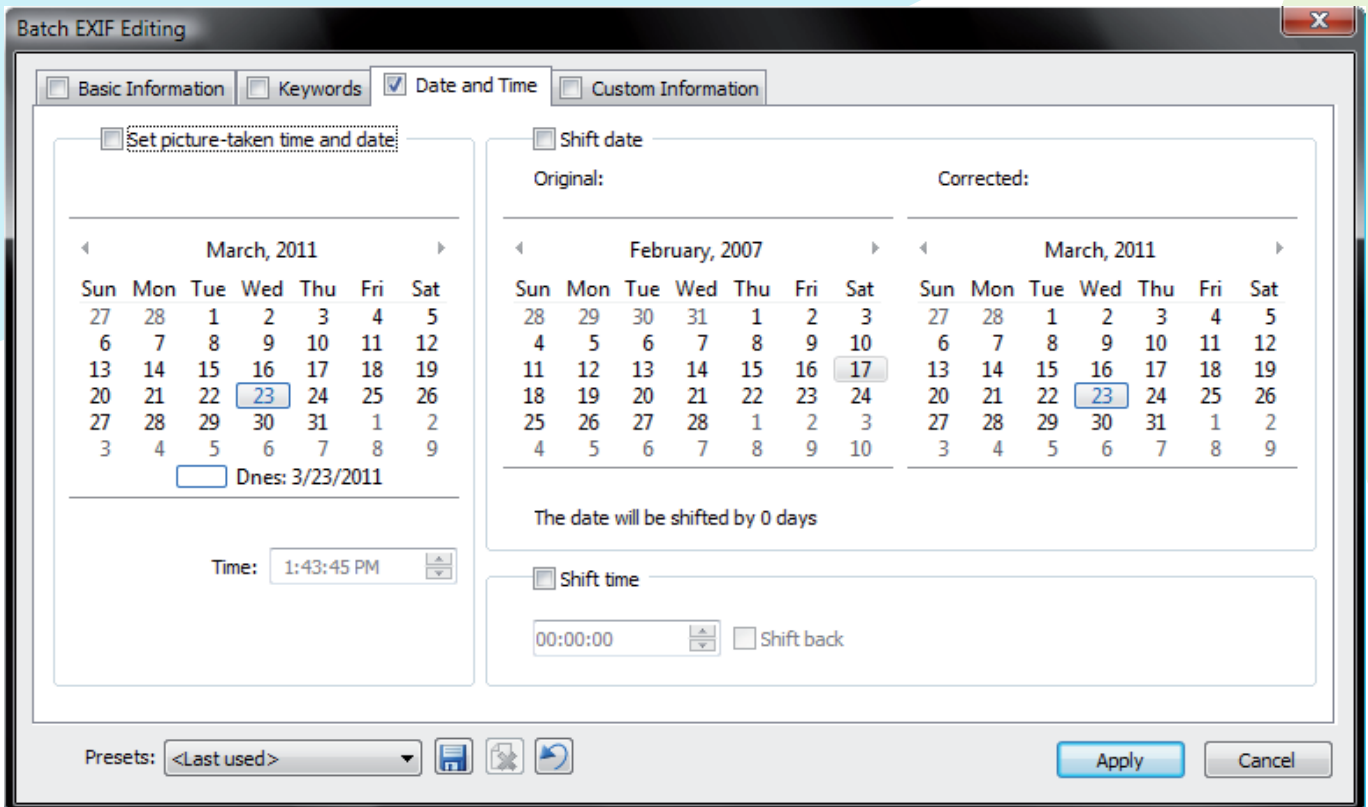 Batch EXIF Editing
Basic Information Keywords Date and Time Custom Information
Set picture-taken time and date
March, 2011
Sun Mon Tue Wed Thu Fri Sat
27 28 1 2 3 4 5
6 7 8 9 10 11 12
13 14 15 16 17 18 19
20 21 22 23 24 25 26
27 28 29 30 31 1 2
3 4 5 6 7 8 9
Dnes: 3/23/2011
Time: 1:43:45 PM
Shift date
Original:
February, 2007
Sun Mon Tue Wed Thu Fri Sat
28 29 30 31 1 2 3
4 5 6 7 8 9 10
11 12 13 14 15 16 17
18 19 20 21 22 23 24
25 26 27 28 1 2 3
4 5 6 7 8 9 10
Corrected:
March, 2011
Sun Mon Tue Wed Thu Fri Sat
27 28 1 2 3 4 5
6 7 8 9 10 11 12
13 14 15 16 17 18 19
20 21 22 23 24 25 26
27 28 29 30 31 1 2
3 4 5 6 7 8 9
The date will be shifted by 0 days
Shift time
00:00:00 Shift back
Presets: <Last used>
Apply Cancel